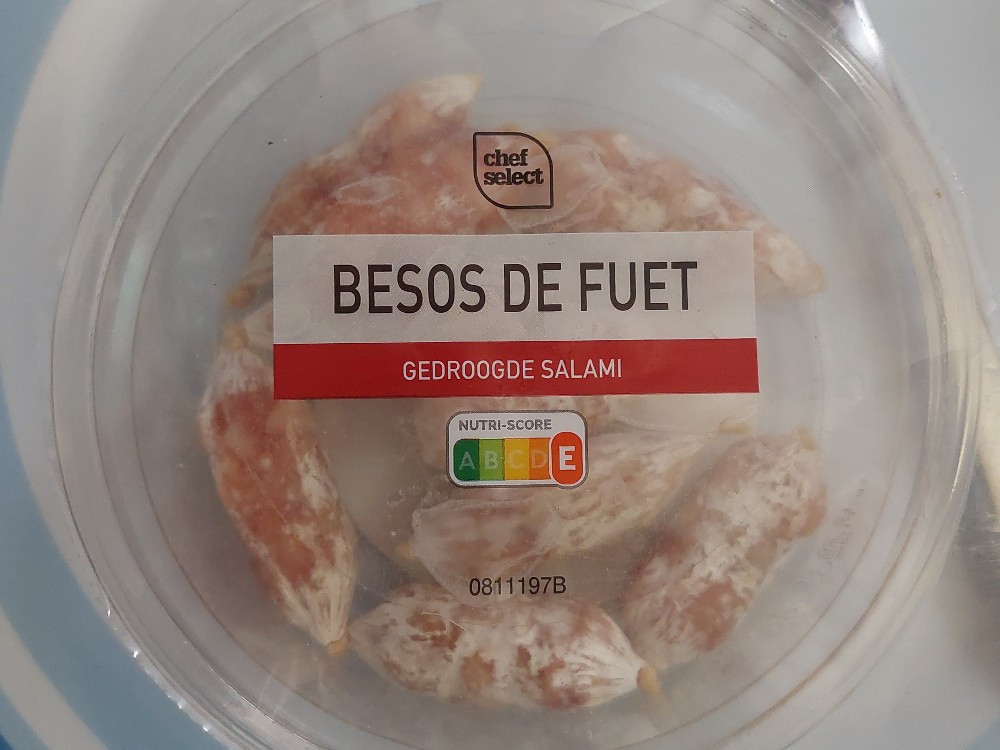 chef
select
BESOS DE FUET
GEDROOGDE SALAMI
NUTRI-SCORE
A B C D E
0811197B